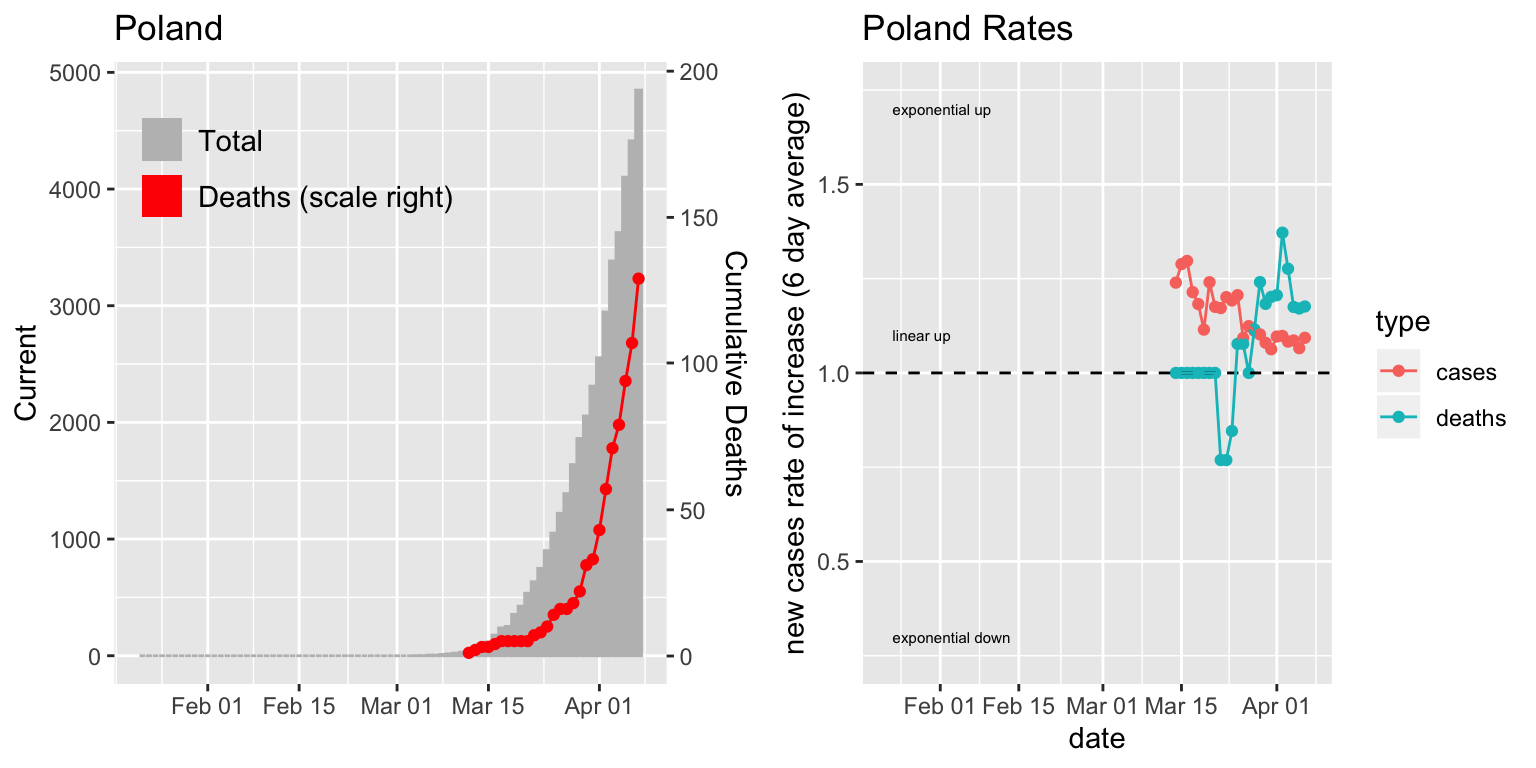 Poland
5000
4000
3000
2000
1000
0
Current
Total
Deaths (scale right)
200
150
100
50
0
Cumulative Deaths
Feb 01
Feb 15
Mar 01
Mar 15
Apr 01
Poland Rates
new cases rate of increase (6 day average)
1.5
1.0
0.5
exponential up
linear up
exponential down
Feb 01
Feb 15
Mar 01
Mar 15
Apr 01
date
type
cases
deaths